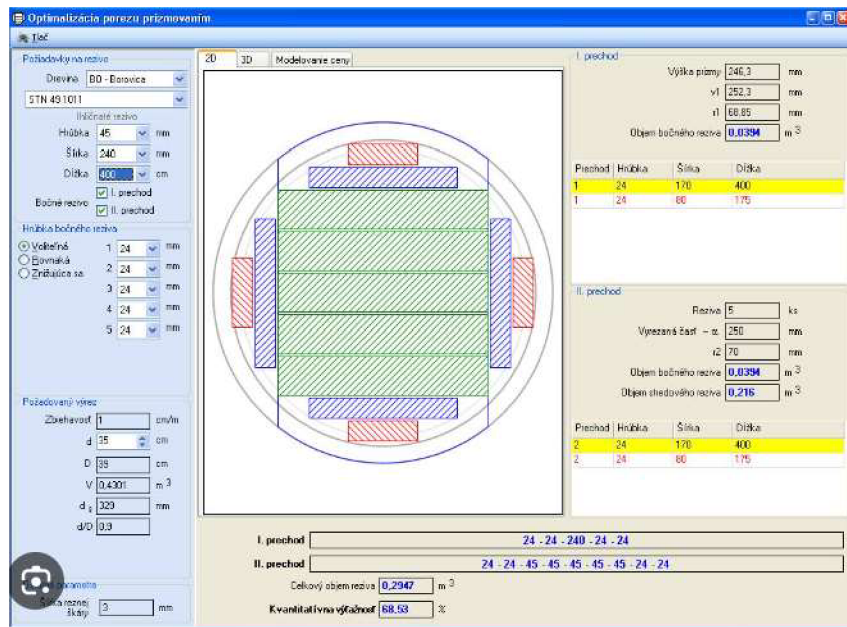 Optimalizácia porezu prizmovaním
Tlač
Požiadavky na rezivo
Drevina BO - Borovica
STN 49 1011
Ihličnaté rezivo
Hrúbka 45 mm
Šírka 240 mm
Dĺžka 400 cm
Bočné rezivo
I. prechod
II. prechod
Hrúbka bočného reziva
Voliteľná
Rovnaká
Znižujúca sa
1 24 mm
2 24 mm
3 24 mm
4 24 mm
5 24 mm
Požadovaný výrez
Zbiehavosť 1 cm/m
d 35 cm
D 39 cm
V 0,4301 m 3
d 329 mm
d/D 0,9
parametre
reznej
škáry 3 mm
2D 3D Modelovanie ceny
I. prechod
Výška prizmy 246,3 mm
v1 252,3 mm
r1 68,85 mm
Objem bočného reziva 0,0394 m 3
Prechod Hrúbka Šírka Dĺžka
1 24 170 400
1 24 80 175
II. prechod
Reziva 5 ks
Vyrezaná časť - α 250 mm
r2 70 mm
Objem bočného reziva 0,0394 m 3
Objem stredového reziva 0,216 m 3
Prechod Hrúbka Šírka Dĺžka
2 24 170 400
2 24 80 175
I. prechod 24 - 24 - 240 - 24 - 24
II. prechod 24 - 24 - 45 - 45 - 45 - 45 - 45 - 24 - 24
Celkový objem reziva 0,2947 m 3
Kvantitatívna výťažnosť 68,53 %